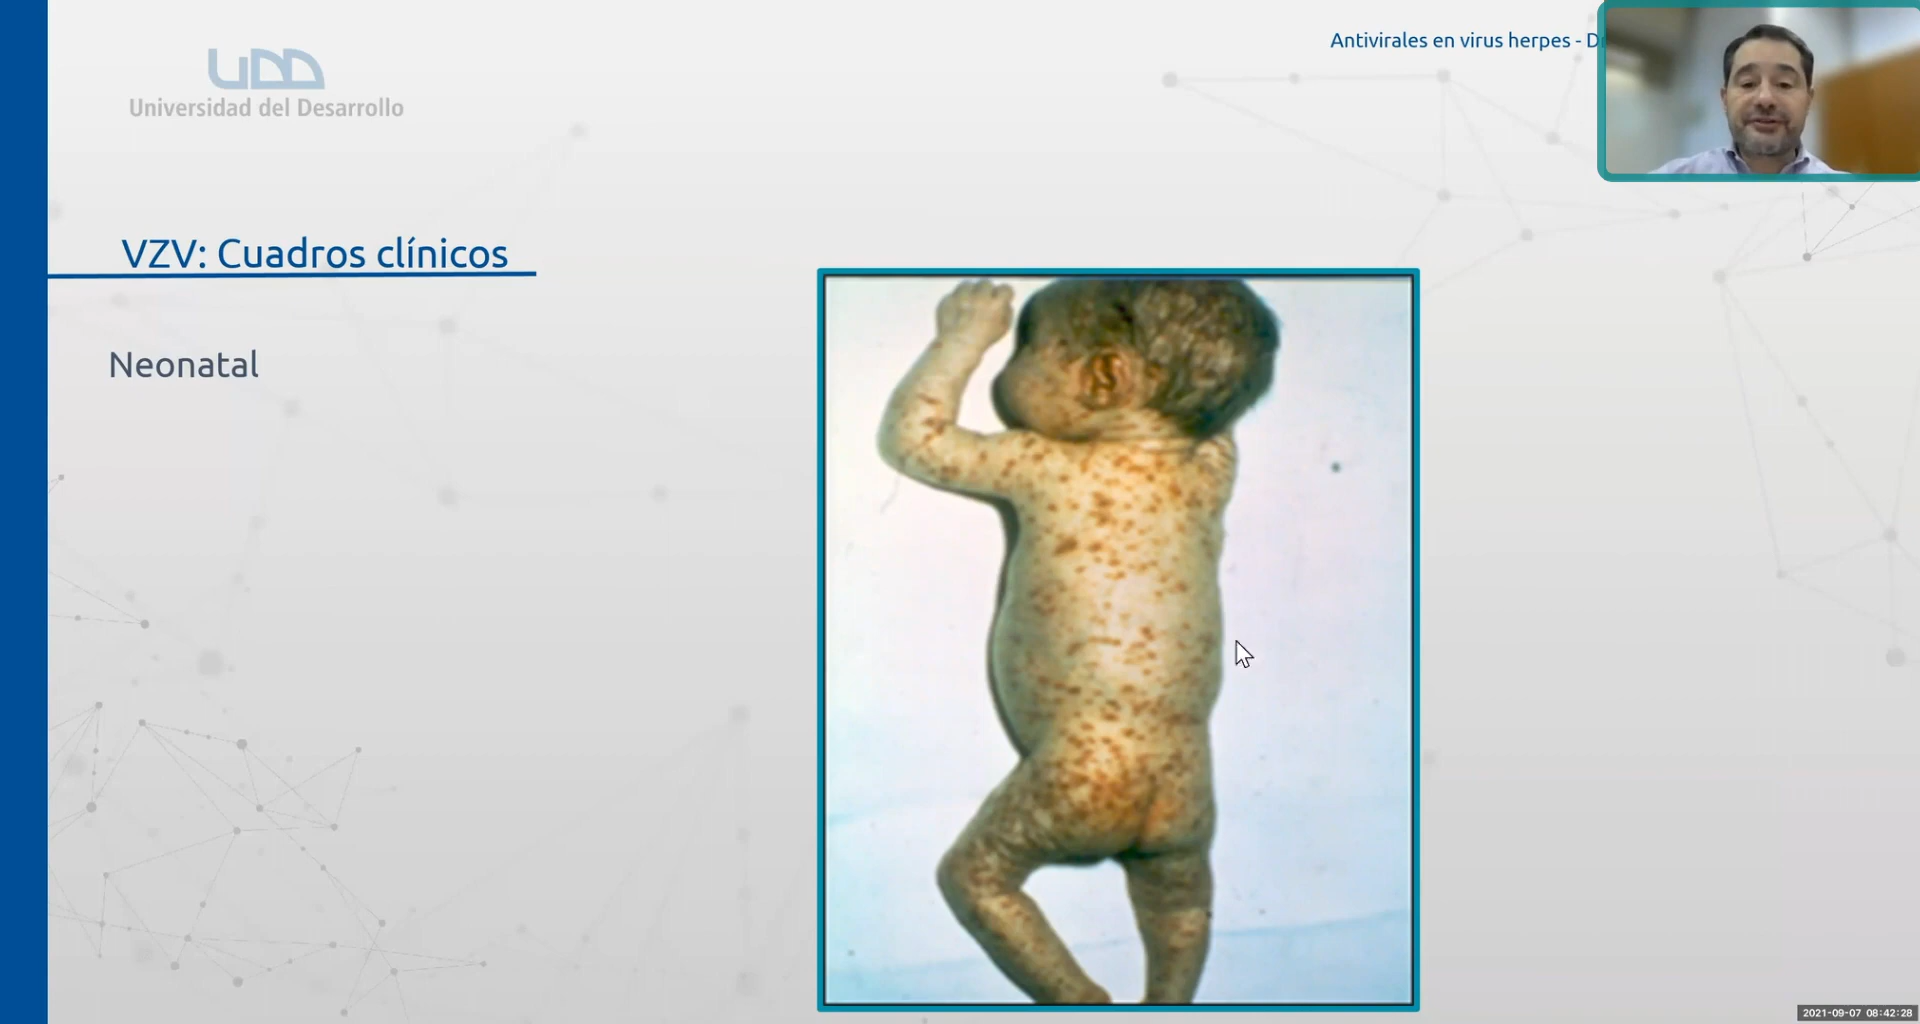 Antivirales en virus herpes -
UDD
Universidad del Desarrollo
VZV: Cuadros clínicos
Neonatal
2021-09-07 08:42:28